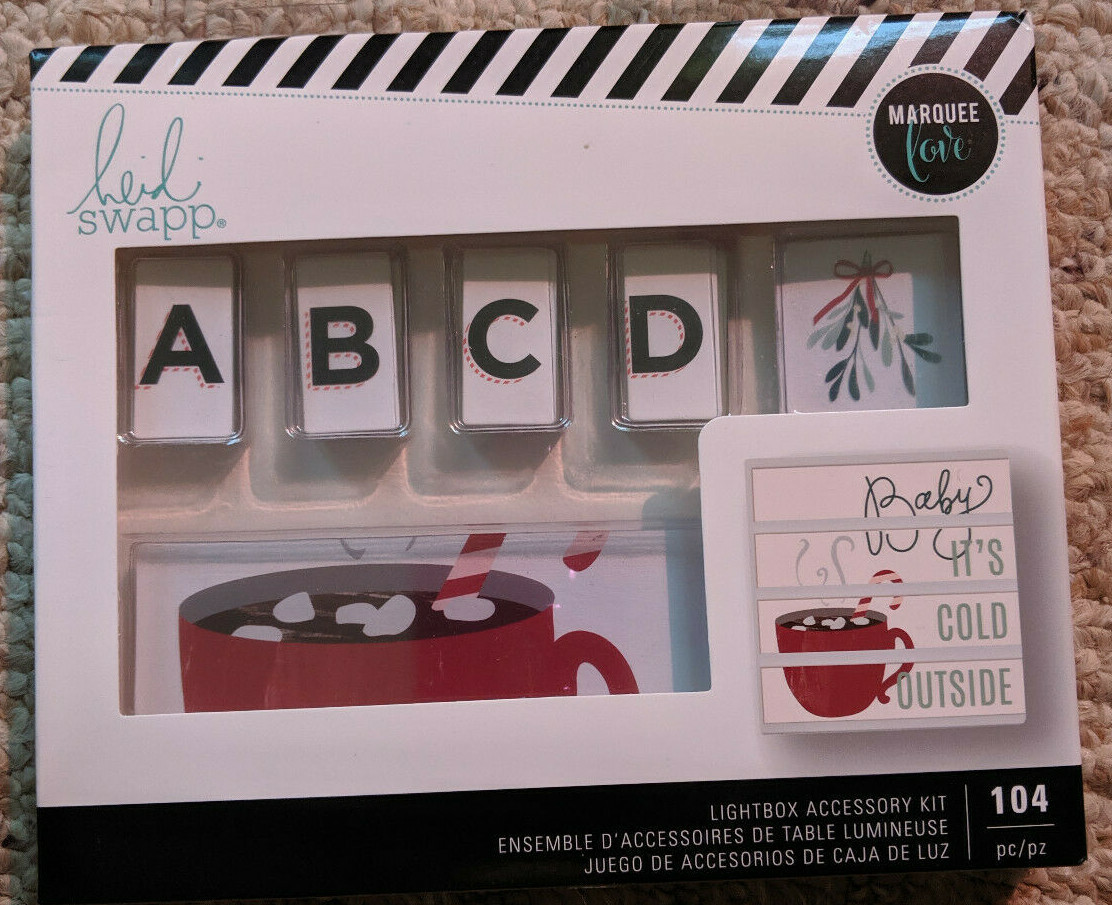 heidi
swapp®
MARQUEE
love
A B C D
Baby
IT'S
COLD
OUTSIDE
LIGHTBOX ACCESSORY KIT
ENSEMBLE D'ACCESSOIRES DE TABLE LUMINEUSE
JUEGO DE ACCESORIOS DE CAJA DE LUZ
104
pc/pz